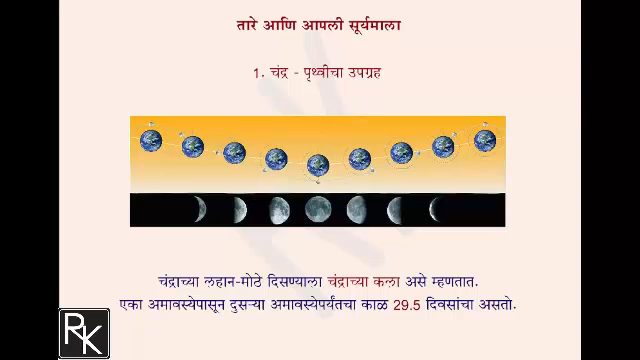 तारे आणि आपली सूर्यमाला
1. चंद्र - पृथ्वीचा उपग्रह
चंद्राच्या लहान-मोठे दिसण्याला चंद्राच्या कला असे म्हणतात.
एका अमावस्येपासून दुसऱ्या अमावस्येपर्यंतचा काळ 29.5 दिवसांचा असतो.
RK